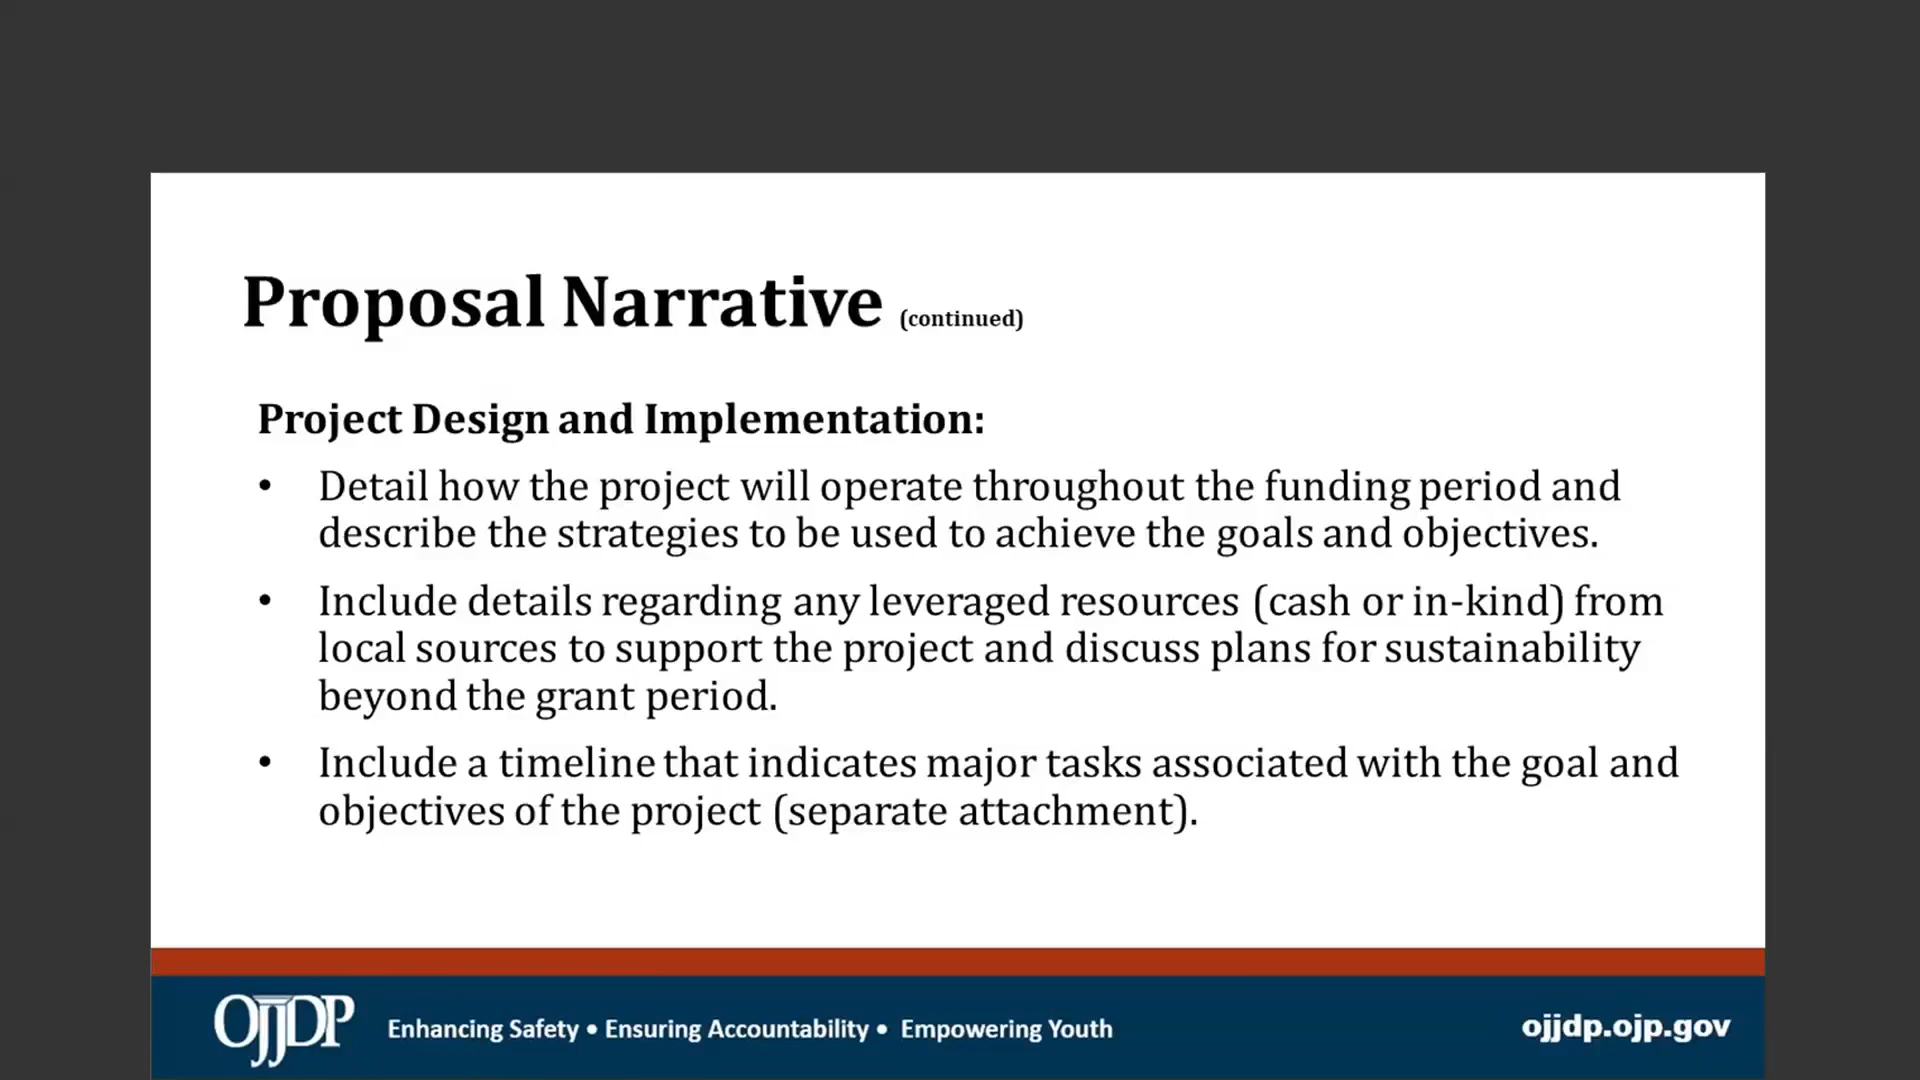 Proposal Narrative (continued)
Project Design and Implementation:
• Detail how the project will operate throughout the funding period and
describe the strategies to be used to achieve the goals and objectives.
• Include details regarding any leveraged resources (cash or in-kind) from
local sources to support the project and discuss plans for sustainability
beyond the grant period.
• Include a timeline that indicates major tasks associated with the goal and
objectives of the project (separate attachment).
OJJDP Enhancing Safety • Ensuring Accountability • Empowering Youth ojjdp.ojp.gov